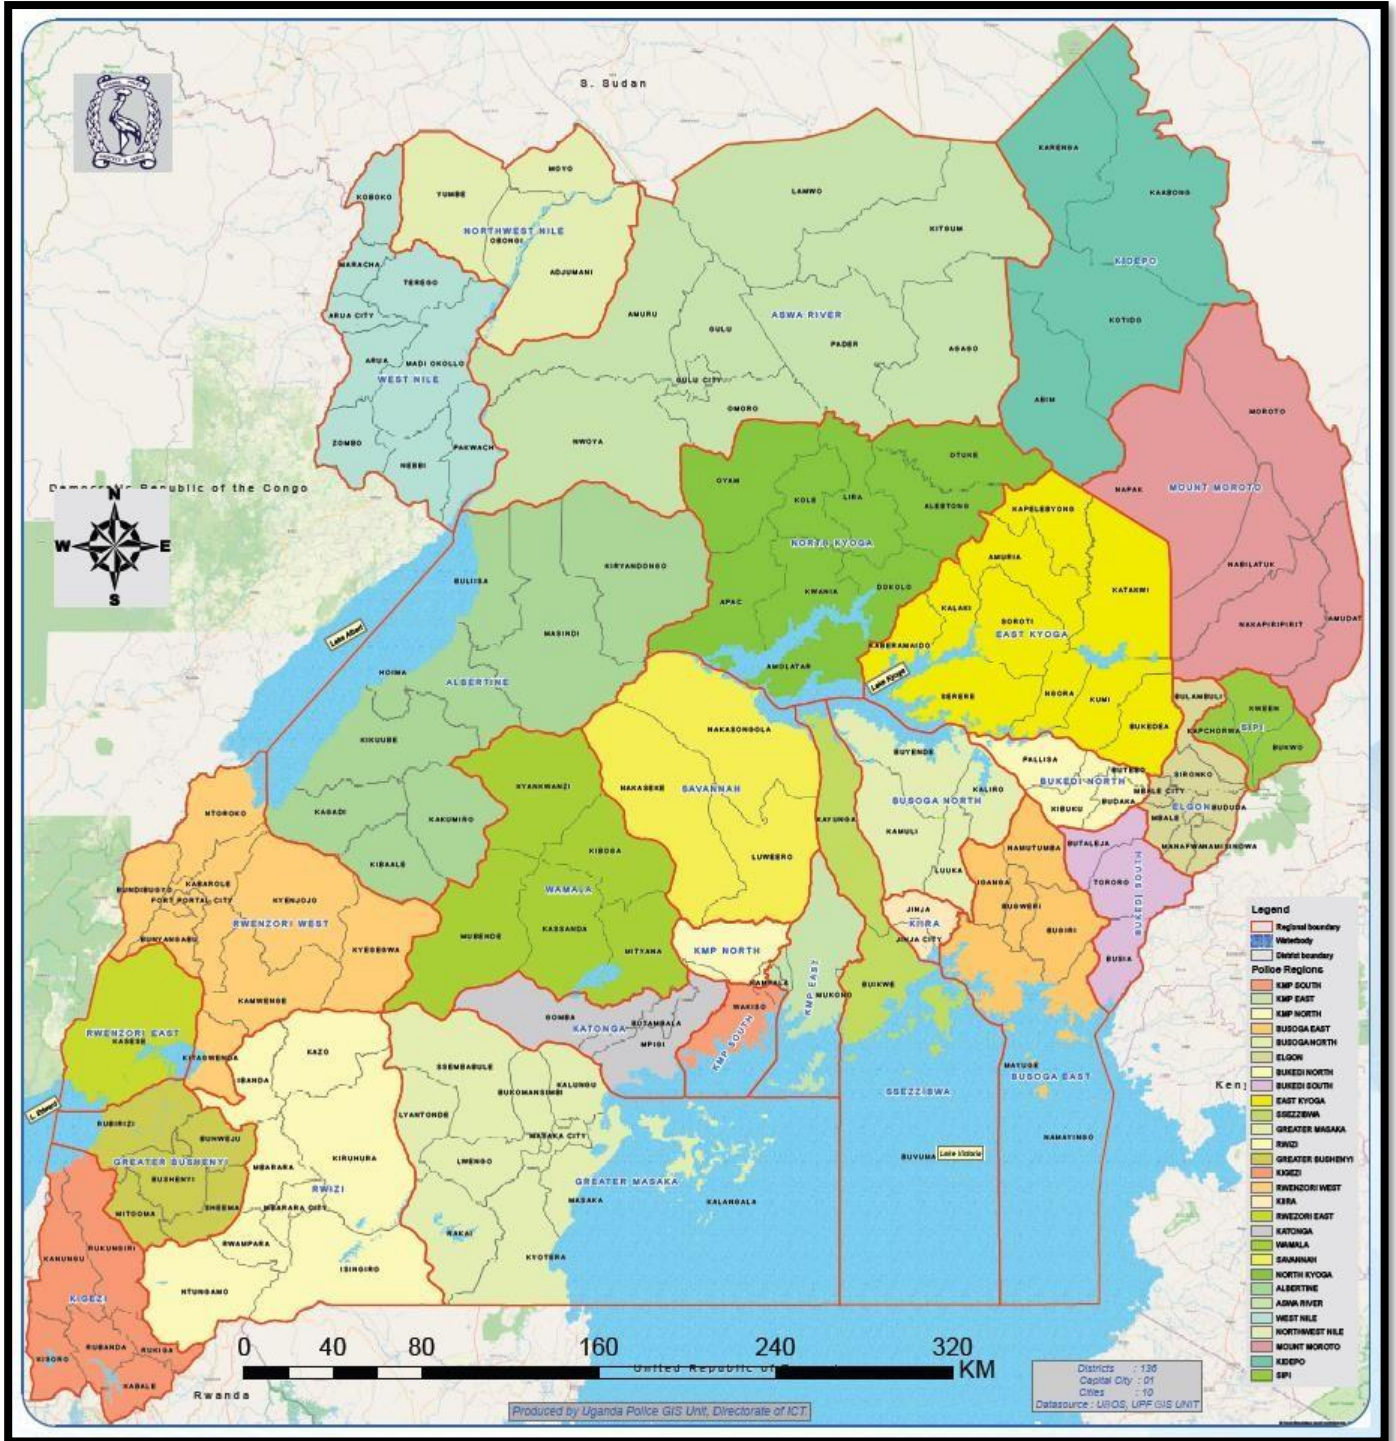 S. Sudan
KARENGA
KAABONG
MOYO
YUMBE
KOBOKO
LAMWO
KITGUM
NORTHWEST NILE
OBONGI
MARACHA
TEREGO
ADJUMANI
KIDEPO
ARUA CITY
AMURU
GULU
ASWA RIVER
PADER
AGAGO
KOTIDO
ARUA
MADI OKOLLO
WEST NILE
GULU CITY
OMORO
ABIM
MOROTO
ZOMBO
NEBBI
PAKWACH
NWOYA
OTUKE
OYAM
KOLE
LIRA
ALEBTONG
NAPAK
MOUNT MOROTO
Democratic Republic of the Congo
N
W
E
S
KAPELEBYONG
NORTH KYOGA
AMURIA
KIRYANDONGO
BULIISA
NABILATUK
KATAKWI
APAC
KWANIA
DOKOLO
KALAKI
SOROTI
EAST KYOGA
NAKAPIRIPIRIT
AMUDAT
Lake Albert
MASINDI
KABERAMAIDO
AMOLATAR
Lake Kyoga
HOIMA
ALBERTINE
SERERE
NGORA
KUMI
BUKEDEA
BULAMBULI
KWEEN
KAPCHORWA
SIPI
BUKWO
KIKUUBE
NAKASONGOLA
BUYENDE
PALLISA
BUTEBO
BUKEDI NORTH
SIRONKO
MBALE CITY
KYANKWANZI
NAKASEKE
SAVANNAH
BUSOGA NORTH
KALIRO
KIBUKU
BUDAKA
ELGON
BUDUDA
MBALE
NTOROKO
KAGADI
KAKUMIRO
KAYUNGA
KAMULI
NAMUTUMBA
BUTALEJA
MANAFWA
NAMISINDWA
KIBAALE
KIBOGA
LUWEERO
LUUKA
IGANGA
TORORO
BUKEDI SOUTH
BUNDIBUGYO
KABAROLE
FORT PORTAL CITY
KYENJOJO
WAMALA
BUGWERI
JINJA
KIIRA
JINJA CITY
RWENZORI WEST
BUNYANGABU
KYEGEGWA
MUBENDE
KASSANDA
MITYANA
KMP NORTH
BUGIRI
BUSIA
KAMPALA
KMP EAST
MUKONO
BUIKWE
KAMWENGE
WAKISO
KMP SOUTH
GOMBA
KATONGA
BUTAMBALA
MPIGI
RWENZORI EAST
KASESE
KITAGWENDA
KAZO
IBANDA
SSEMBABULE
BUKOMANSIMBI
KALUNGU
MAYUGE
BUSOGA EAST
SSEZZIBWA
L. Edward
RUBIRIZI
LYANTONDE
MASAKA CITY
BUHWEJU
GREATER BUSHENYI
BUSHENYI
MBARARA
KIRUHURA
LWENGO
NAMAYINGO
BUVUMA
Lake Victoria
RWIZI
GREATER MASAKA
MASAKA
KALANGALA
MITOOMA
SHEEMA
MBARARA CITY
RWAMPARA
RAKAI
KYOTERA
RUKUNGIRI
KANUNGU
ISINGIRO
NTUNGAMO
KIGEZI
RUBANDA
RUKIGA
KISORO
KABALE
Rwanda
0 40 80 160 240 320
KM
Produced by Uganda Police GIS Unit, Directorate of ICT
Districts : 136
Capital City : 01
Cities : 10
Datasource : UBOS, UPF GIS UNIT
Legend
Regional boundary
Waterbody
District boundary
Police Regions
KMP SOUTH
KMP EAST
KMP NORTH
BUSOGA EAST
BUSOGA NORTH
ELGON
BUKEDI NORTH
BUKEDI SOUTH
EAST KYOGA
SSEZZIBWA
GREATER MASAKA
RWIZI
GREATER BUSHENYI
KIGEZI
RWENZORI WEST
KIIRA
RWEZORI EAST
KATONGA
WAMALA
SAVANNAH
NORTH KYOGA
ALBERTINE
ASWA RIVER
WEST NILE
NORTHWEST NILE
MOUNT MOROTO
KIDEPO
SIPI